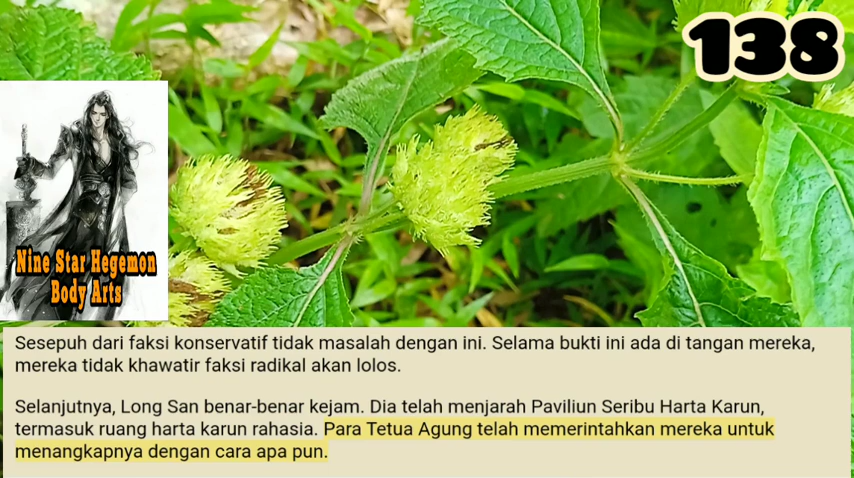 138
Nine Star Hegemon
Body Arts
Sesepuh dari faksi konservatif tidak masalah dengan ini. Selama bukti ini ada di tangan mereka,
mereka tidak khawatir faksi radikal akan lolos.
Selanjutnya, Long San benar-benar kejam. Dia telah menjarah Paviliun Seribu Harta Karun,
termasuk ruang harta karun rahasia. Para Tetua Agung telah memerintahkan mereka untuk
menangkapnya dengan cara apa pun.